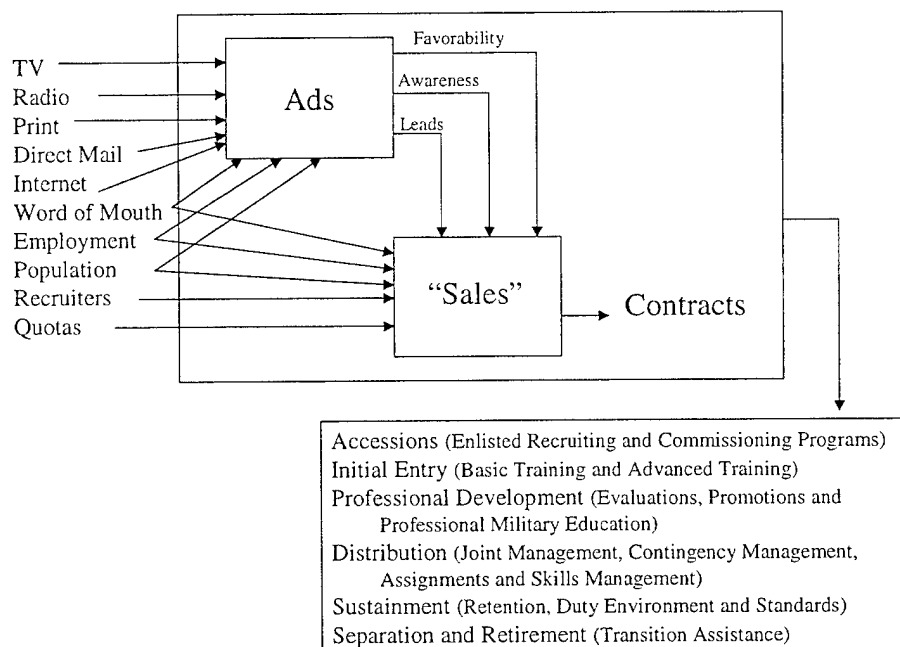 Favorability
TV
Awareness
Ads
Radio
Leads
Print
Direct Mail
Internet
Word of Mouth
Employment
Population
"Sales"
Contracts
Recruiters
Quotas
Accessions (Enlisted Recruiting and Commissioning Programs)
Initial Entry (Basic Training and Advanced Training)
Professional Development (Evaluations, Promotions and
Professional Military Education)
Distribution (Joint Management, Contingency Management,
Assignments and Skills Management)
Sustainment (Retention, Duty Environment and Standards)
Separation and Retirement (Transition Assistance)